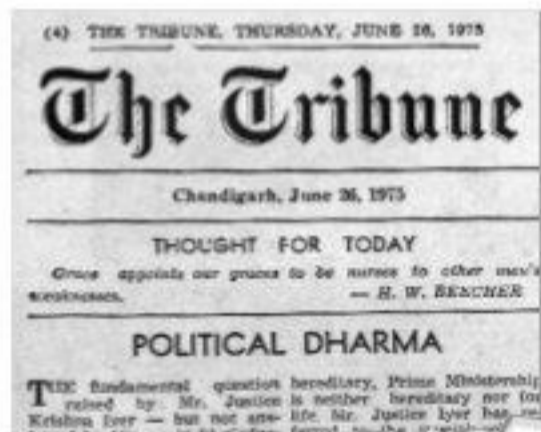 (4) THE TRIBUNE, THURSDAY, JUNE 26, 1975
The Tribune
Chandigarh, June 26, 1975
THOUGHT FOR TODAY
Grace appoints our graces to be nurses to other men's
weaknesses. — H. W. BEECHER
POLITICAL DHARMA
THE fundamental question
raised by Mr. Justice
Krishna Iyer — but not ans-
hereditary, Prime Ministership
is neither hereditary nor for
life. Mr. Justice Iyer has